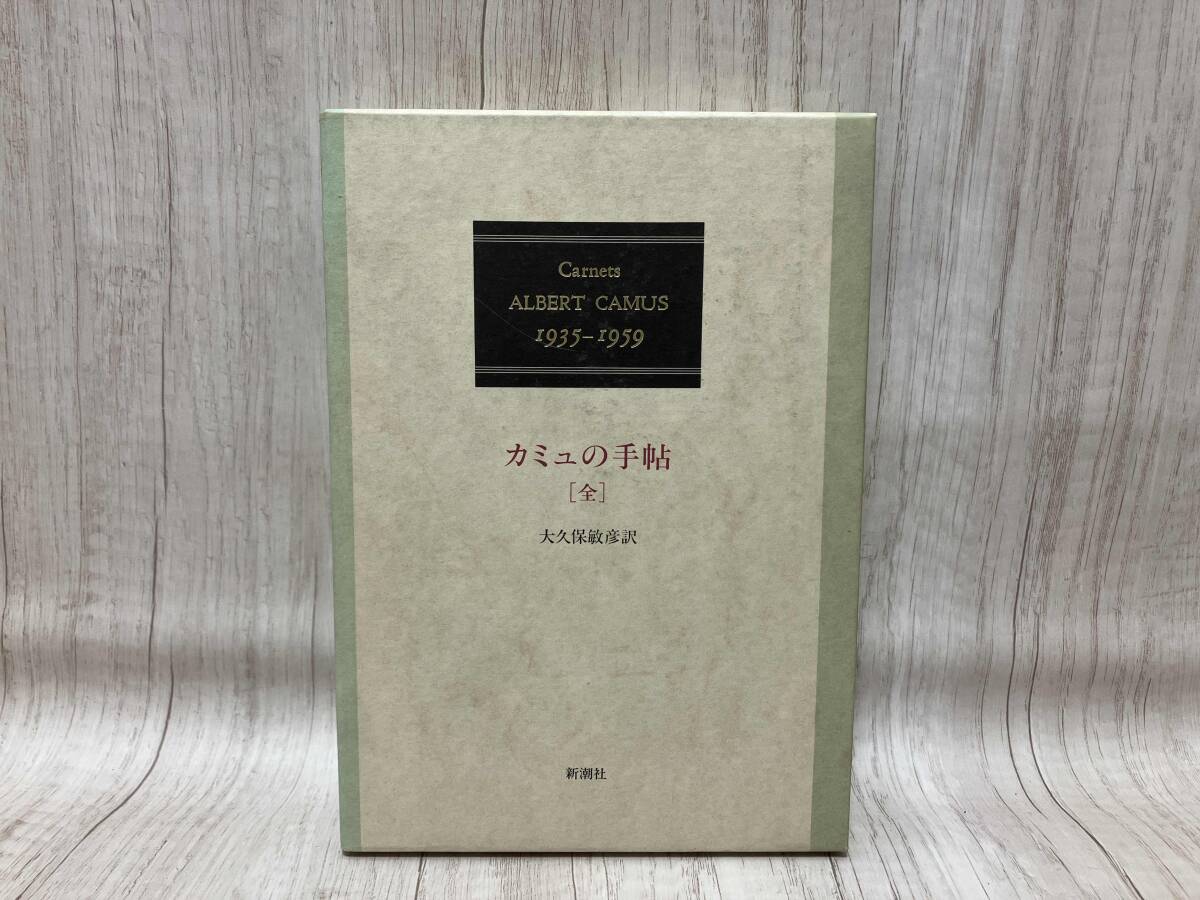 Carnets
ALBERT CAMUS
1935–1959
カミュの手帖
[全]
大久保敏彦訳
新潮社